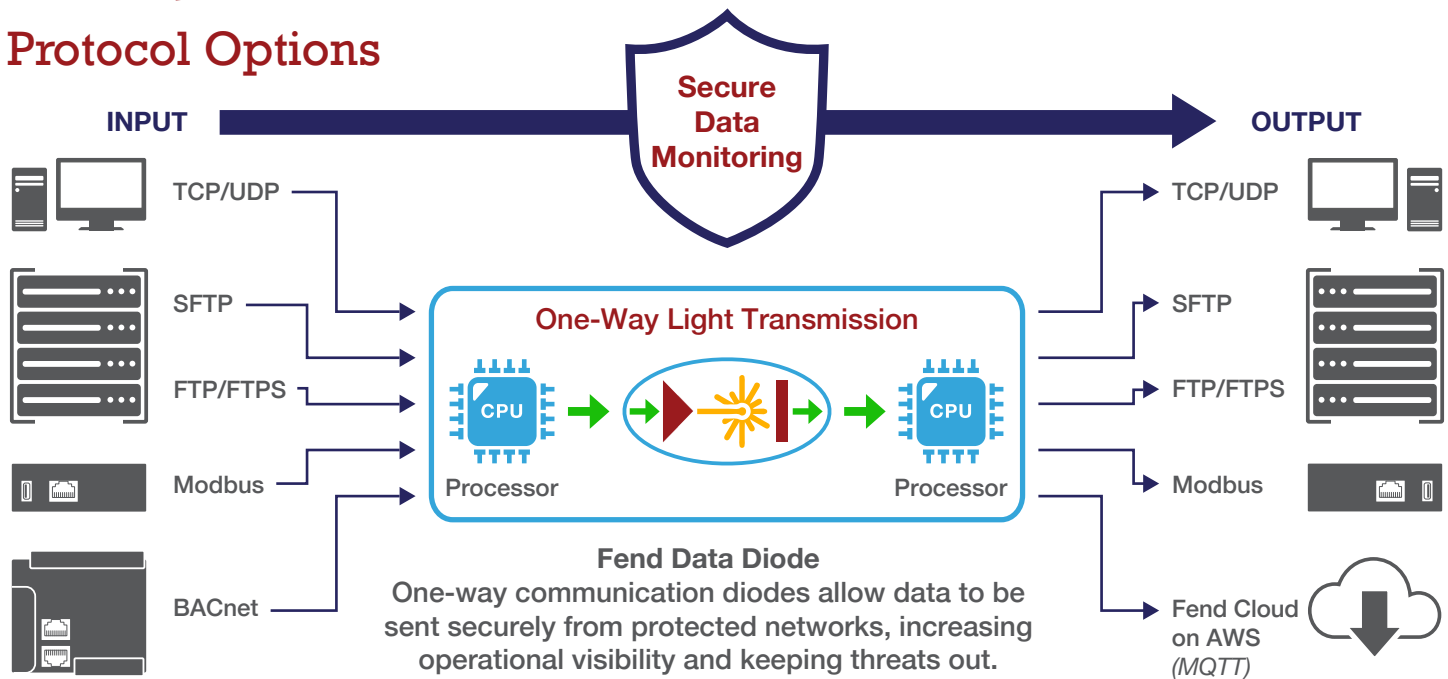 Protocol Options
INPUT
Secure
Data
Monitoring
OUTPUT
TCP/UDP
SFTP
FTP/FTPS
Modbus
BACnet
One-Way Light Transmission
CPU
CPU
Processor
Processor
TCP/UDP
SFTP
FTP/FTPS
Modbus
Fend Cloud
on AWS
(MQTT)
Fend Data Diode
One-way communication diodes allow data to be
sent securely from protected networks, increasing
operational visibility and keeping threats out.